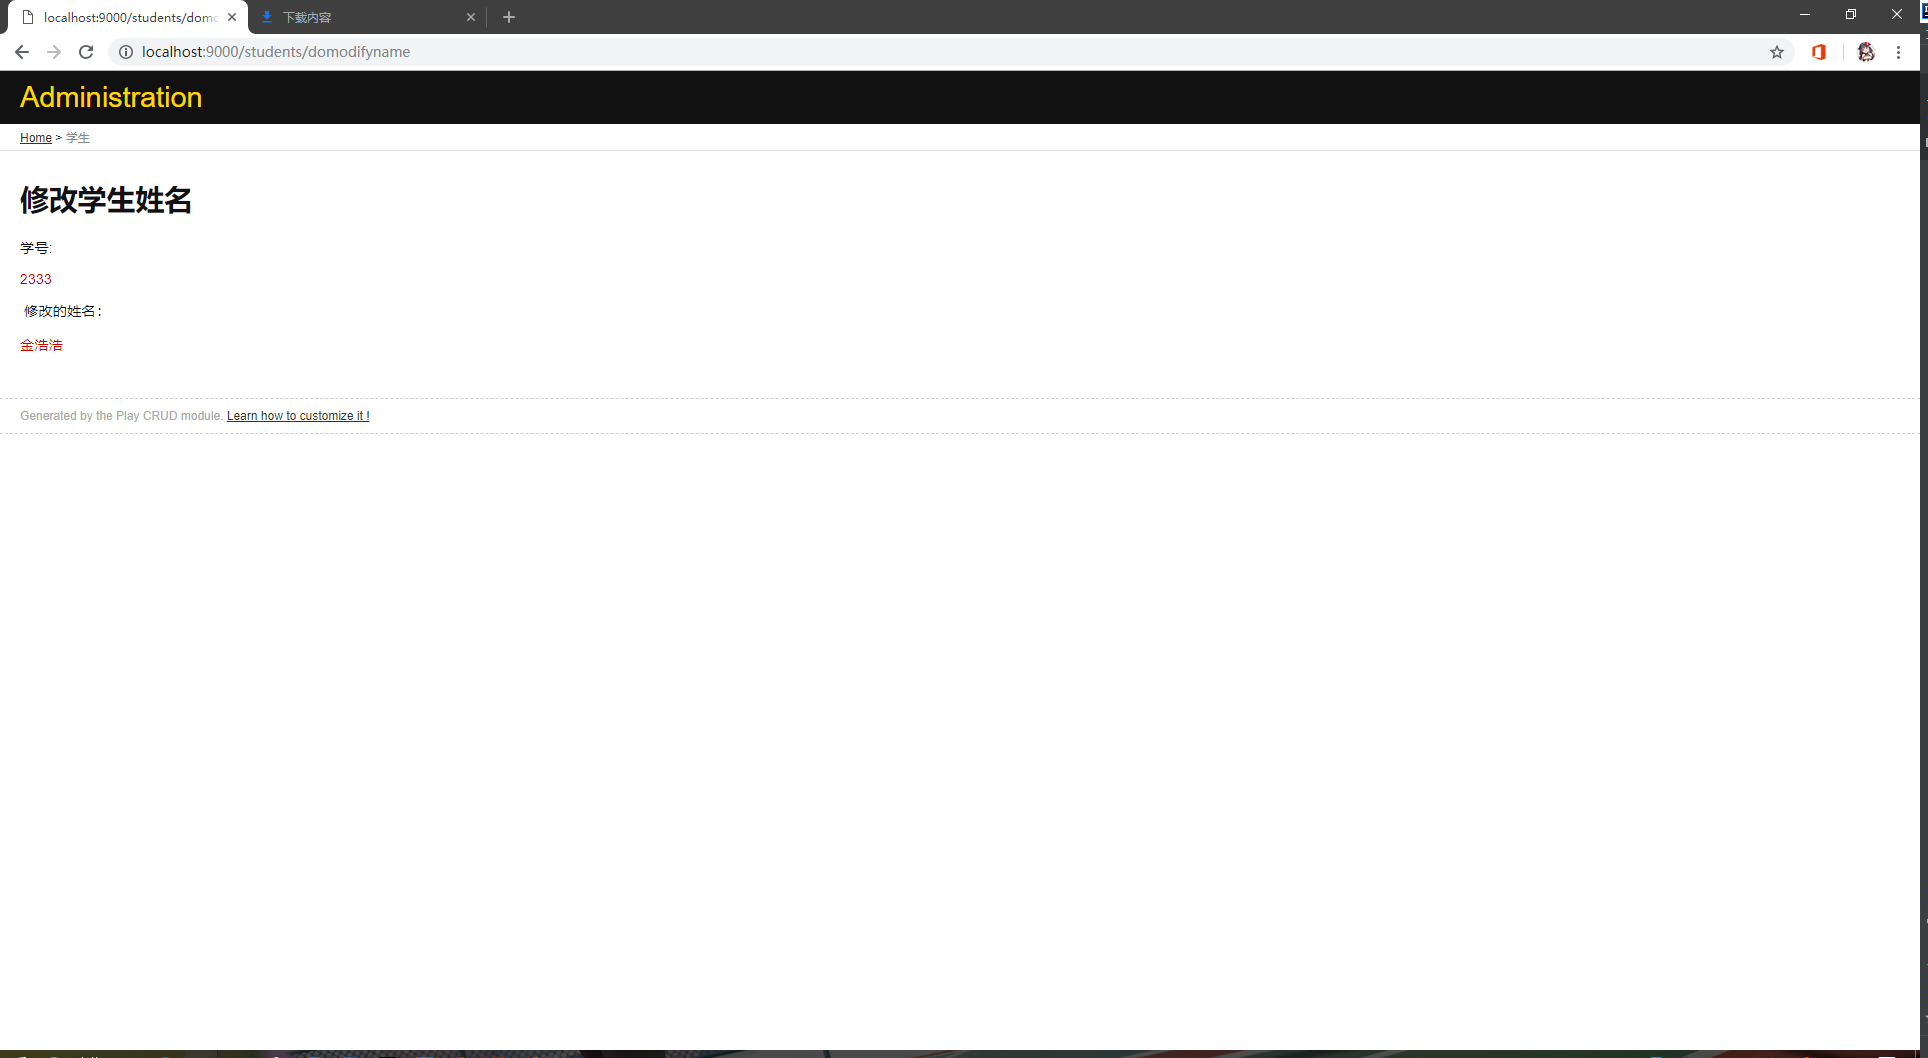 localhost:9000/students/domo
下载内容
localhost:9000/students/domodifyname
Administration
Home > 学生
修改学生姓名
学号:
2333
修改的姓名：
金浩浩
Generated by the Play CRUD module. Learn how to customize it !